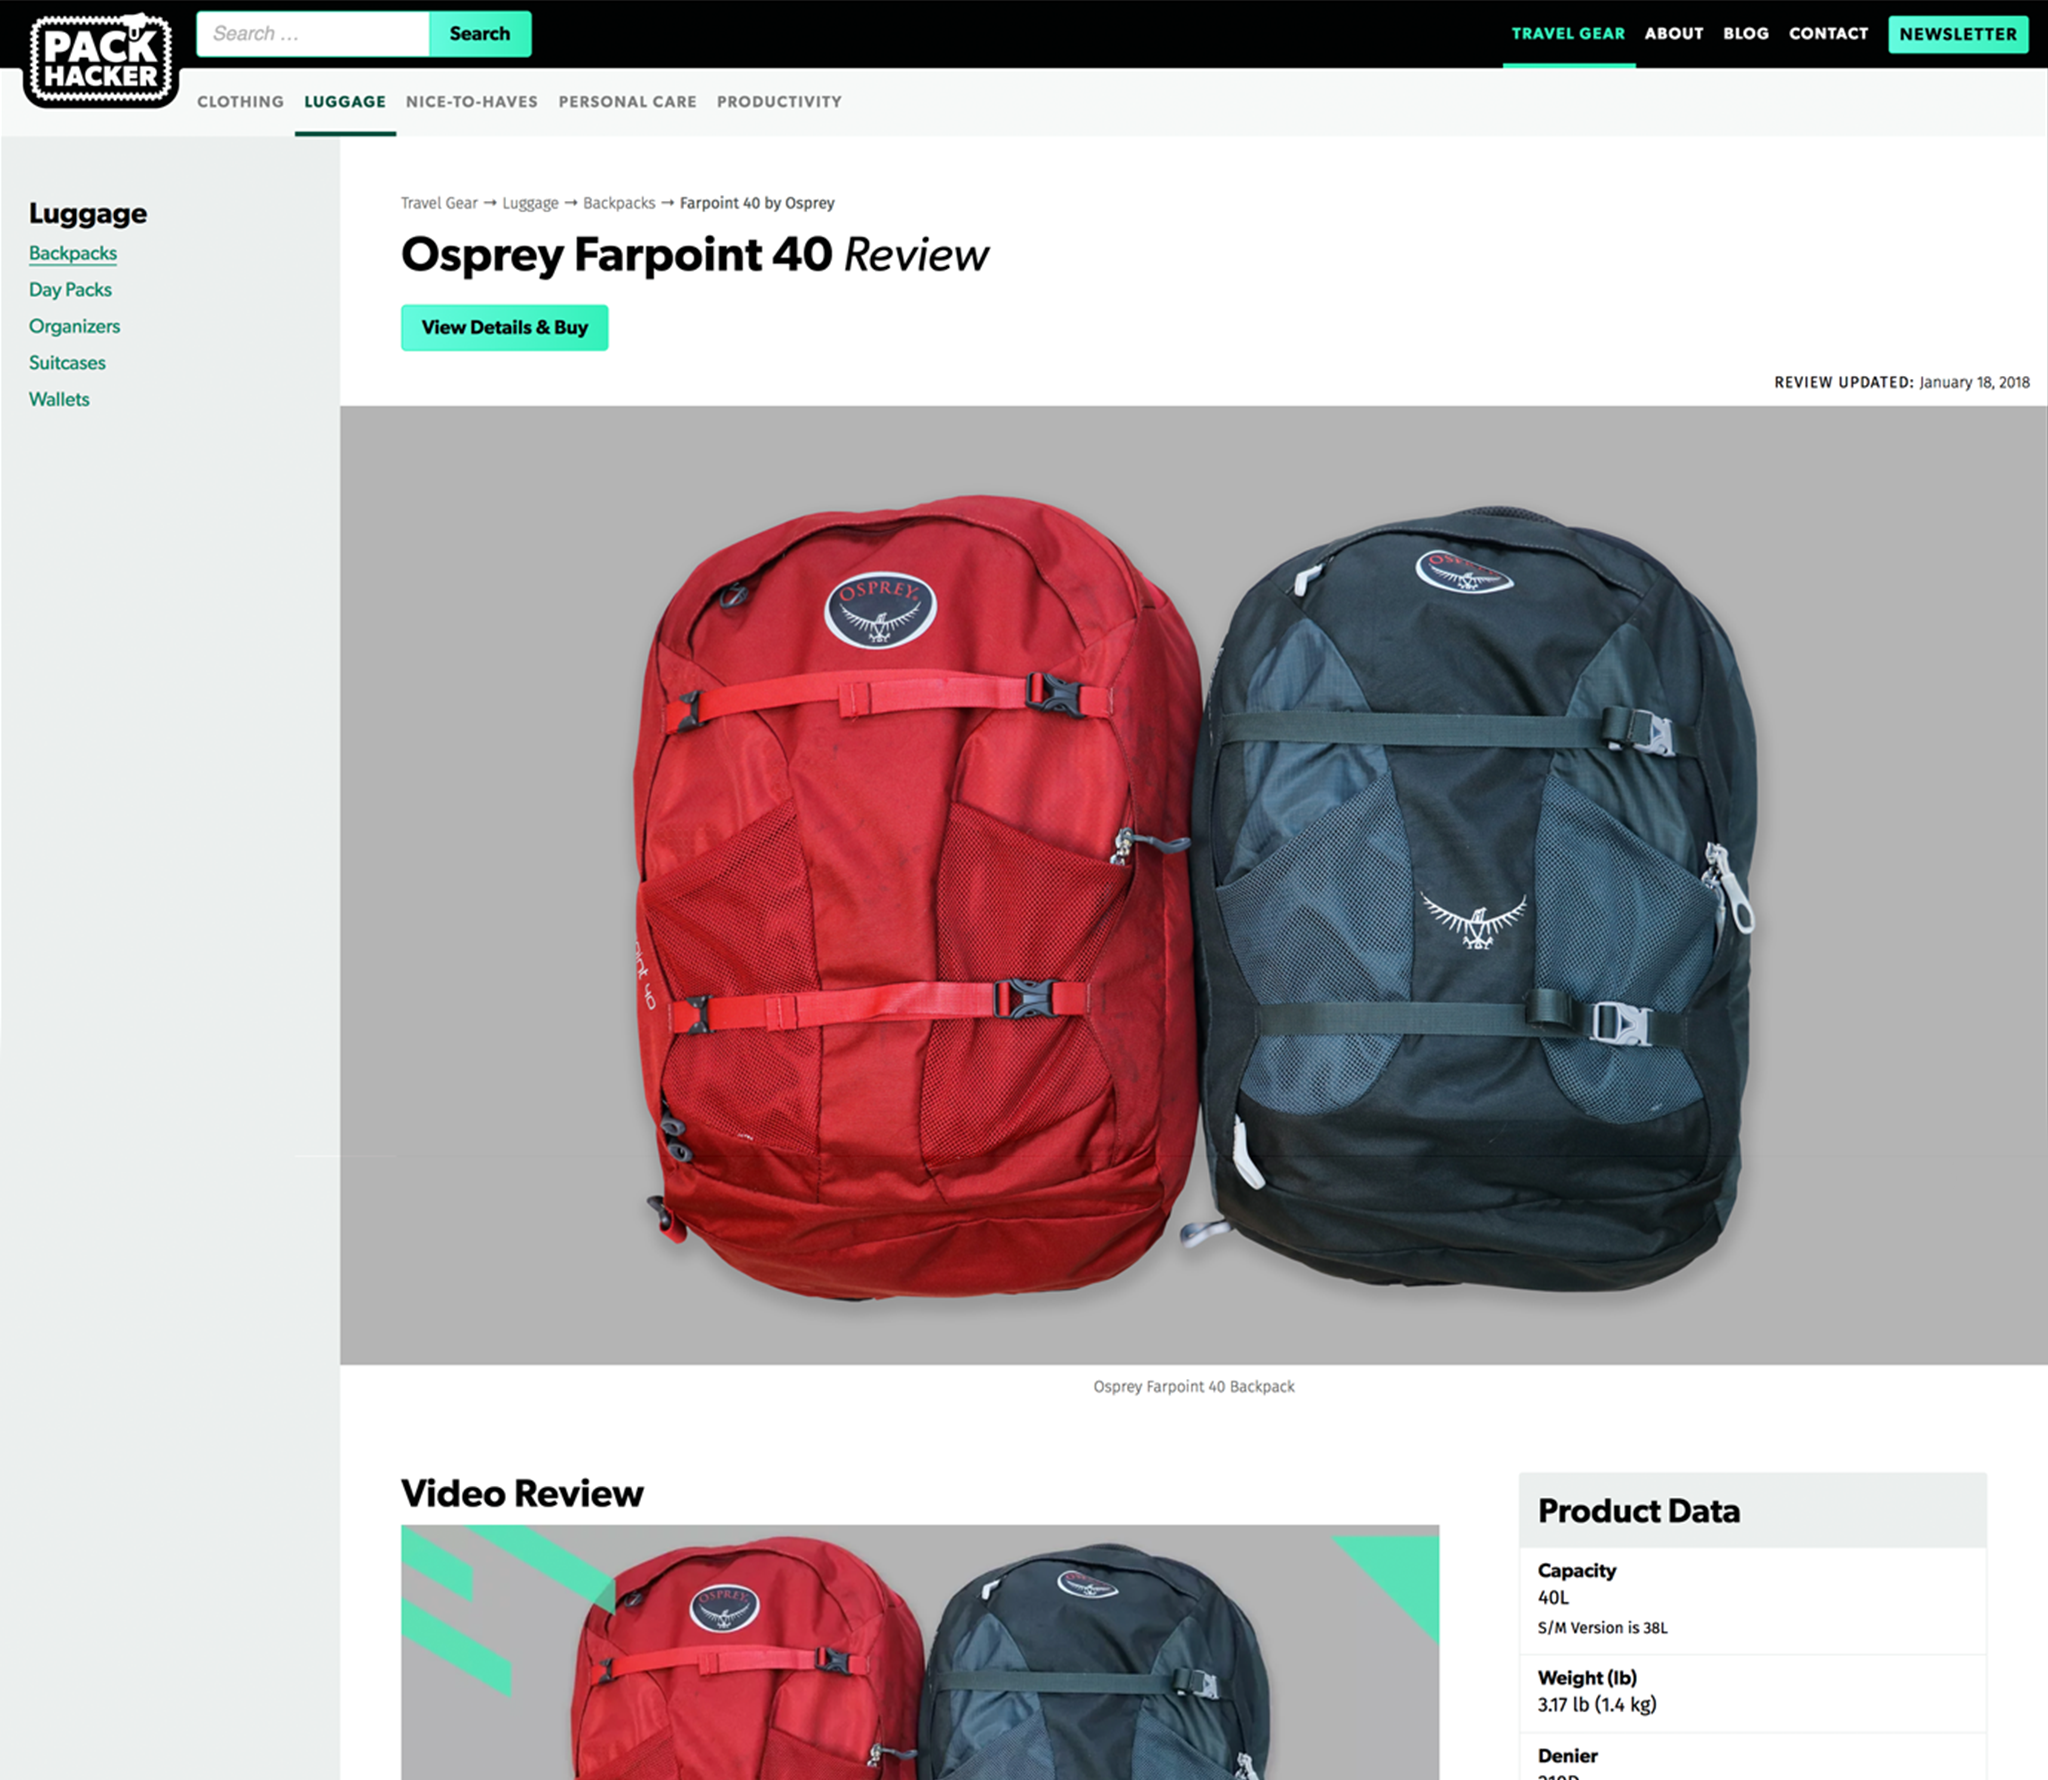 PACK
HACKER
Search ...
Search
TRAVEL GEAR
ABOUT
BLOG
CONTACT
NEWSLETTER
CLOTHING
LUGGAGE
NICE-TO-HAVES
PERSONAL CARE
PRODUCTIVITY
Luggage
Backpacks
Day Packs
Organizers
Suitcases
Wallets
Travel Gear → Luggage → Backpacks → Farpoint 40 by Osprey
Osprey Farpoint 40 Review
View Details & Buy
REVIEW UPDATED: January 18, 2018
OSPREY
OSPREY
40
Osprey Farpoint 40 Backpack
Video Review
OSPREY
OSPREY
Product Data
Capacity
40L
S/M Version is 38L
Weight (lb)
3.17 lb (1.4 kg)
Denier